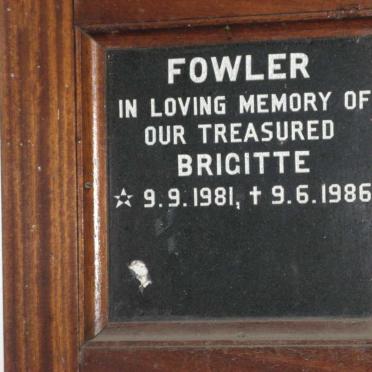 FOWLER
IN LOVING MEMORY OF
OUR TREASURED
BRIGITTE
☆ 9.9.1981, ✝ 9.6.1986